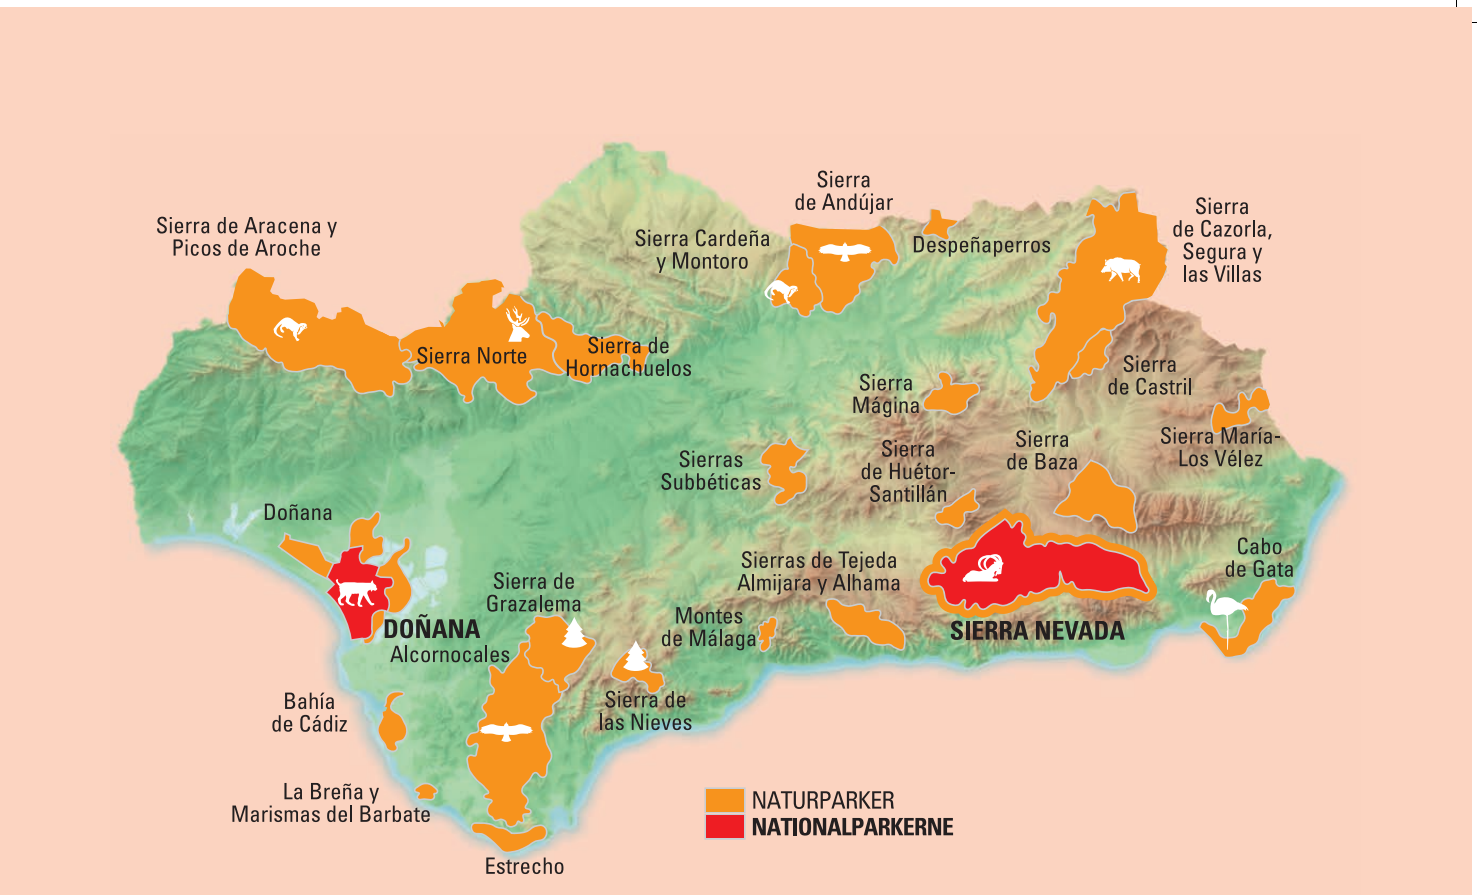 Sierra
de Andújar
Sierra de Aracena y
Picos de Aroche
Sierra Cardeña
y Montoro
Despeñaperros
Sierra
de Cazorla,
Segura y
las Villas
Sierra Norte
Sierra de
Hornachuelos
Sierra
Mágina
Sierra
de Castril
Sierra María-
Los Vélez
Sierras
Subbéticas
Sierra
de Huétor-
Santillán
Sierra
de Baza
Doñana
Sierra de
Grazalema
Sierras de Tejeda
Almijara y Alhama
Cabo
de Gata
Montes
de Málaga
DOÑANA
Alcornocales
SIERRA NEVADA
Bahía
de Cádiz
Sierra de
las Nieves
La Breña y
Marismas del Barbate
Estrecho
NATURPARKER
NATIONALPARKERNE